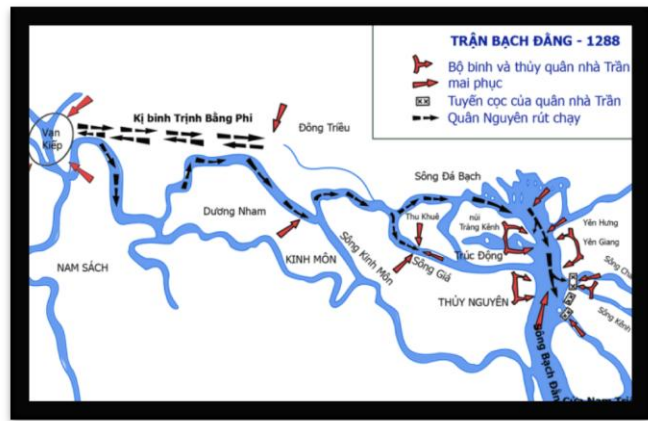 TRẬN BẠCH ĐẰNG - 1288
Bộ binh và thủy quân nhà Trần
mai phục
Tuyến cọc của quân nhà Trần
Quân Nguyên rút chạy
Kị binh Trịnh Bằng Phi
Đông Triều
Vạn
Kiếp
Sông Đá Bạch
Dương Nham
Thu Khuê
núi
Tràng Kênh
Yên Hưng
Yên Giang
Trúc Động
Sông Giá
Sông Kinh Môn
KINH MÔN
NAM SÁCH
THỦY NGUYÊN
Sông Kênh
Sông Bạch Đằn